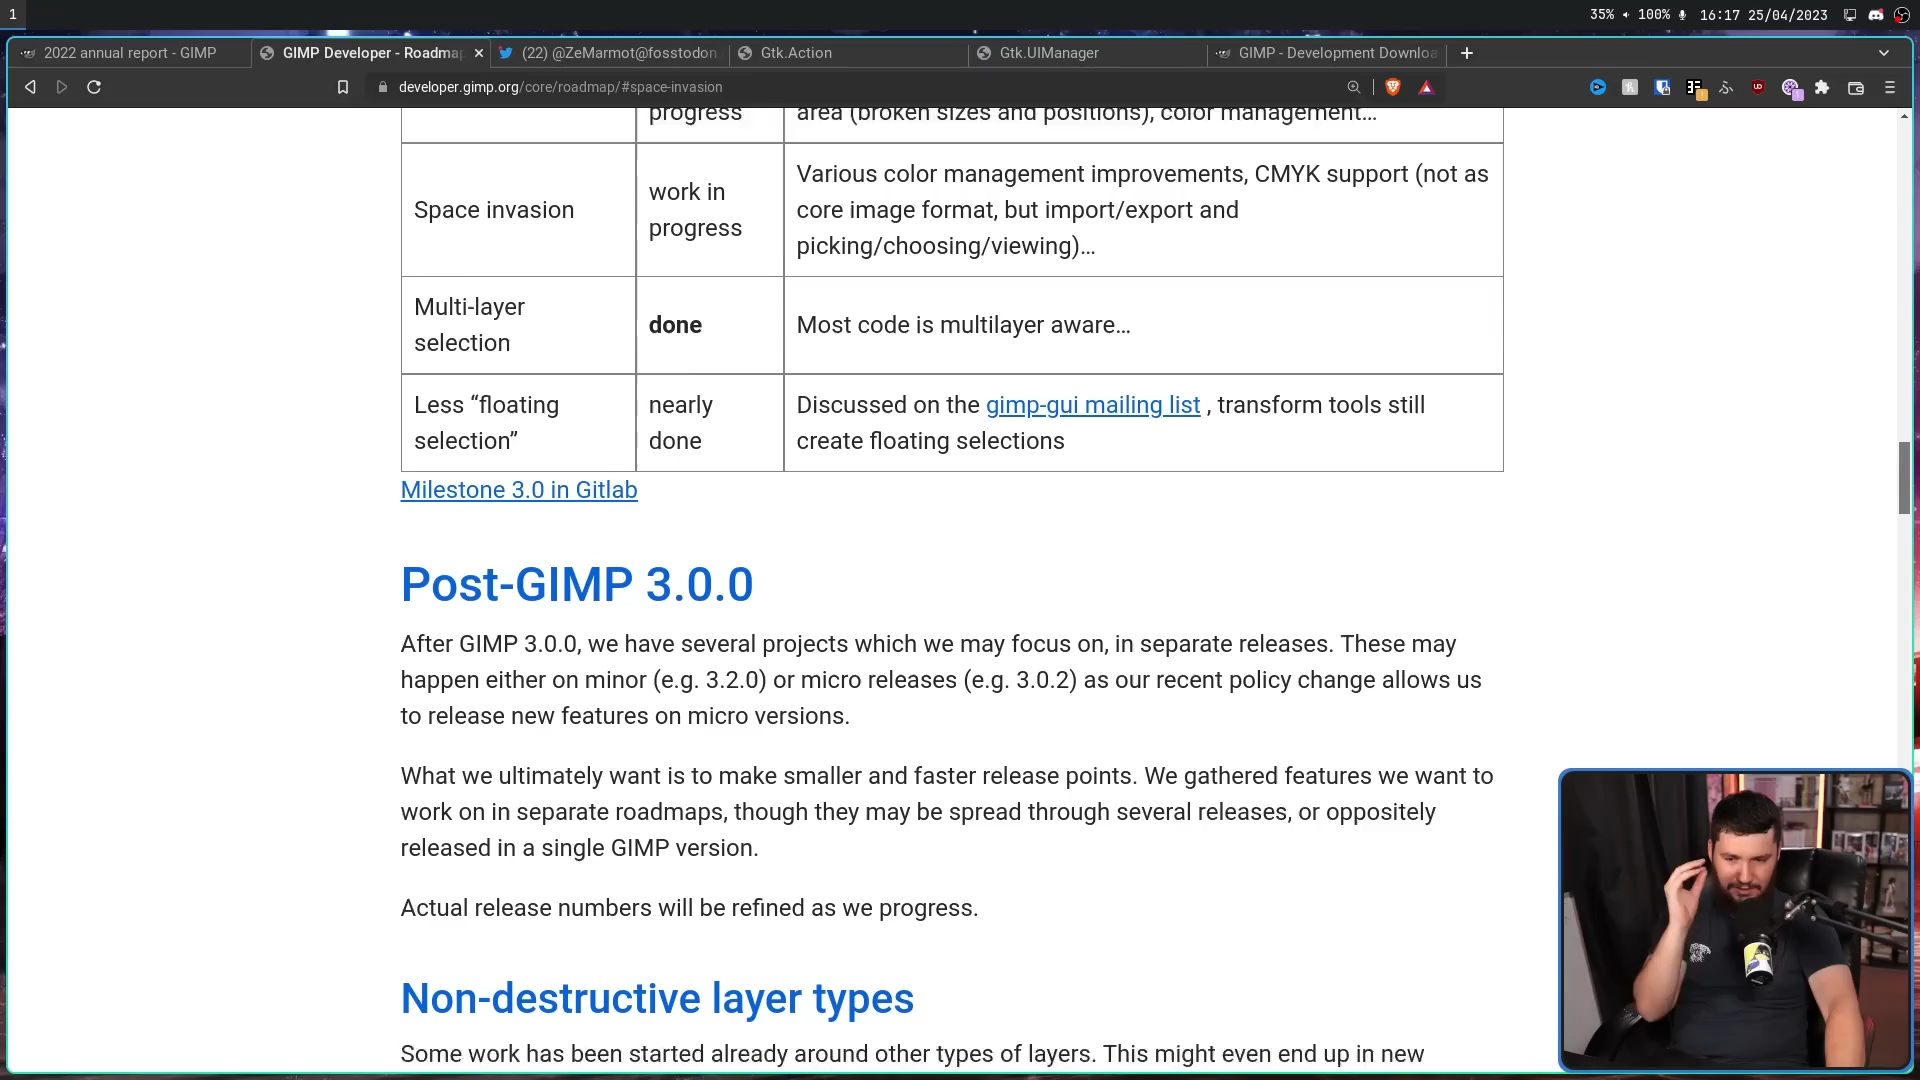 1
35%
100%
16:17 25/04/2023
2022 annual report - GIMP
GIMP Developer - Roadma
(22) @ZeMarmot@fosstodon
Gtk.Action
Gtk.UIManager
GIMP - Development Downloa
developer.gimp.org/core/roadmap/#space-invasion
progress
area (broken sizes and positions), color management…
Space invasion
work in
progress
Various color management improvements, CMYK support (not as
core image format, but import/export and
picking/choosing/viewing)…
Multi-layer
selection
done
Most code is multilayer aware…
Less “floating
selection”
nearly
done
Discussed on the gimp-gui mailing list , transform tools still
create floating selections
Milestone 3.0 in Gitlab
Post-GIMP 3.0.0
After GIMP 3.0.0, we have several projects which we may focus on, in separate releases. These may
happen either on minor (e.g. 3.2.0) or micro releases (e.g. 3.0.2) as our recent policy change allows us
to release new features on micro versions.
What we ultimately want is to make smaller and faster release points. We gathered features we want to
work on in separate roadmaps, though they may be spread through several releases, or oppositely
released in a single GIMP version.
Actual release numbers will be refined as we progress.
Non-destructive layer types
Some work has been started already around other types of layers. This might even end up in new